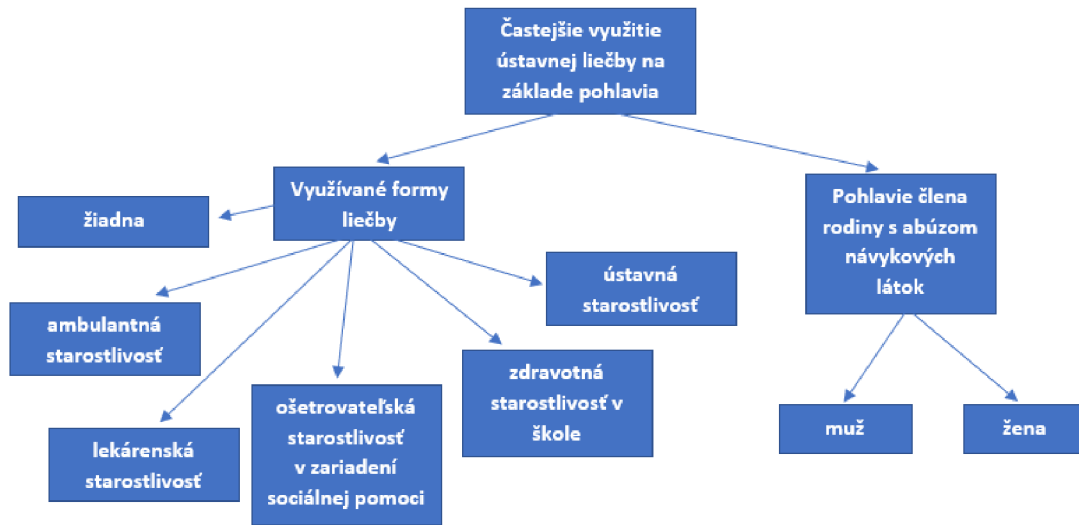 Častejšie využitie
ústavnej liečby na
základe pohlavia
Využívané formy
liečby
Pohlavie člena
rodiny s abúzom
návykových
látok
žiadna
ústavná
starostlivosť
ambulantná
starostlivosť
zdravotná
starostlivosť v
škole
ošetrovateľská
starostlivosť
v zariadení
sociálnej pomoci
lekárenská
starostlivosť
muž
žena